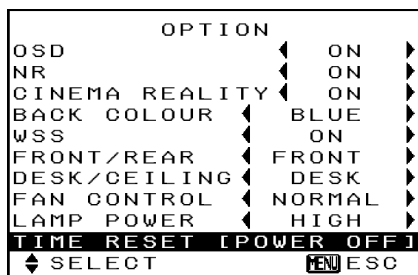 OPTION
OSD ON
NR ON
CINEMA REALITY ON
BACK COLOUR BLUE
WSS ON
FRONT/REAR FRONT
DESK/CEILING DESK
FAN CONTROL NORMAL
LAMP POWER HIGH
TIME RESET [POWER OFF]
SELECT MENU ESC